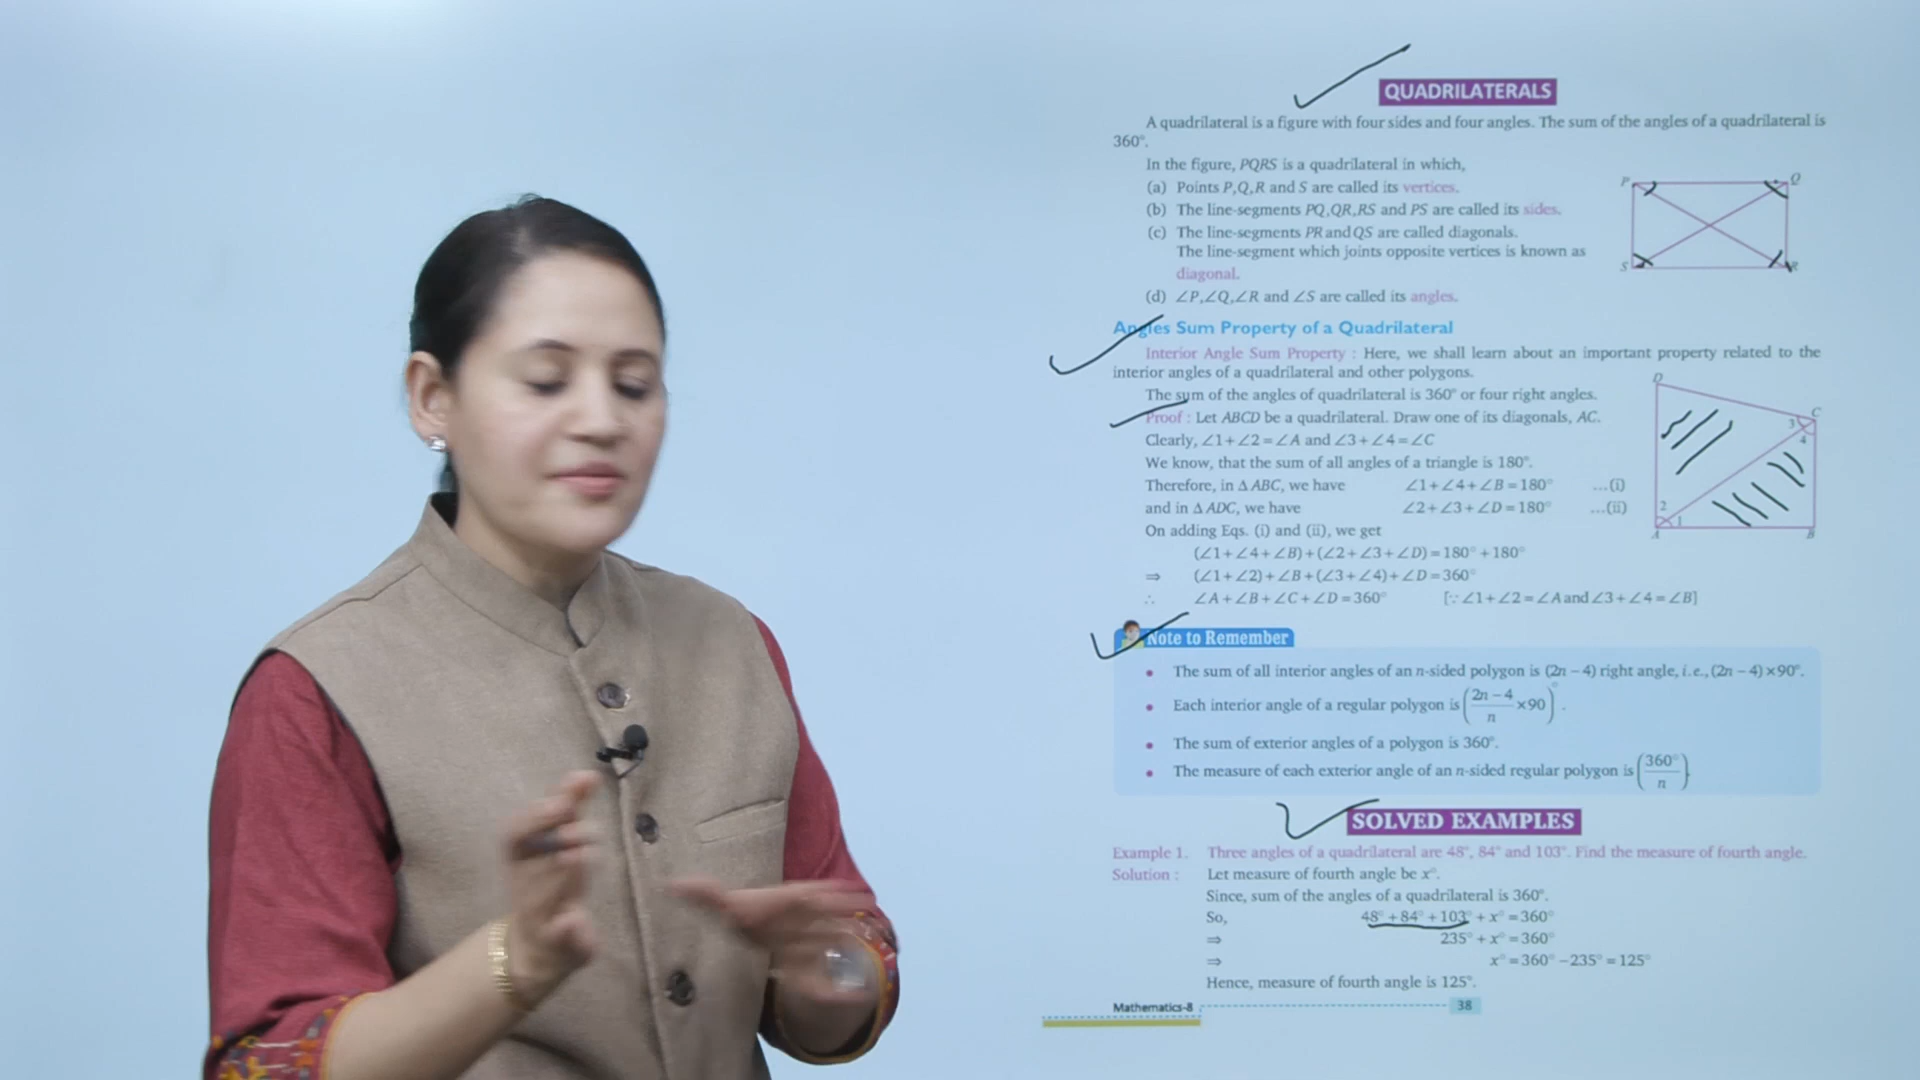 QUADRILATERALS
A quadrilateral is a figure with four sides and four angles. The sum of the angles of a quadrilateral is
360°.
In the figure, PQRS is a quadrilateral in which,
(a) Points P,Q,R and S are called its vertices.
(b) The line-segments PQ,QR,RS and PS are called its sides.
(c) The line-segments PR and QS are called diagonals.
The line-segment which joints opposite vertices is known as
diagonal.
(d) ∠P,∠Q,∠R and ∠S are called its angles.
P
Q
S
R
Angles Sum Property of a Quadrilateral
Interior Angle Sum Property : Here, we shall learn about an important property related to the
interior angles of a quadrilateral and other polygons.
The sum of the angles of quadrilateral is 360° or four right angles.
Proof : Let ABCD be a quadrilateral. Draw one of its diagonals, AC.
Clearly, ∠1+∠2=∠A and ∠3+∠4=∠C
We know, that the sum of all angles of a triangle is 180°.
Therefore, in Δ ABC, we have ∠1+∠4+∠B=180° ...(i)
and in Δ ADC, we have ∠2+∠3+∠D=180° ...(ii)
On adding Eqs. (i) and (ii), we get
(∠1+∠4+∠B)+(∠2+∠3+∠D)=180°+180°
⇒ (∠1+∠2)+∠B+(∠3+∠4)+∠D=360°
∴ ∠A+∠B+∠C+∠D=360° [∵∠1+∠2=∠A and ∠3+∠4=∠B]
D
C
3
4
2
1
A
B
Note to Remember
• The sum of all interior angles of an n-sided polygon is (2n−4) right angle, i.e., (2n−4)×90°.
• Each interior angle of a regular polygon is ((2n−4)/n ×90)°.
• The sum of exterior angles of a polygon is 360°.
• The measure of each exterior angle of an n-sided regular polygon is (360°/n)
SOLVED EXAMPLES
Example 1. Three angles of a quadrilateral are 48°, 84° and 103°. Find the measure of fourth angle.
Solution : Let measure of fourth angle be x°.
Since, sum of the angles of a quadrilateral is 360°.
So, 48°+84°+103°+x°=360°
⇒ 235°+x°=360°
⇒ x°=360°−235°=125°
Hence, measure of fourth angle is 125°.
Mathematics-8
38